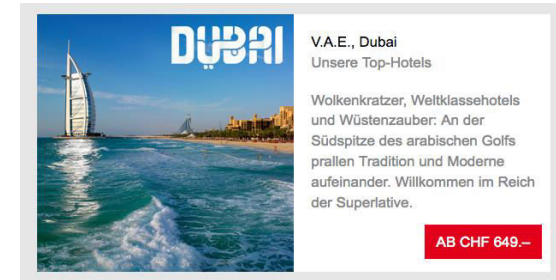 DUBAI
V.A.E., Dubai
Unsere Top-Hotels
Wolkenkratzer, Weltklassehotels
und Wüstenzauber: An der
Südspitze des arabischen Golfs
prallen Tradition und Moderne
aufeinander. Willkommen im Reich
der Superlative.
AB CHF 649.–